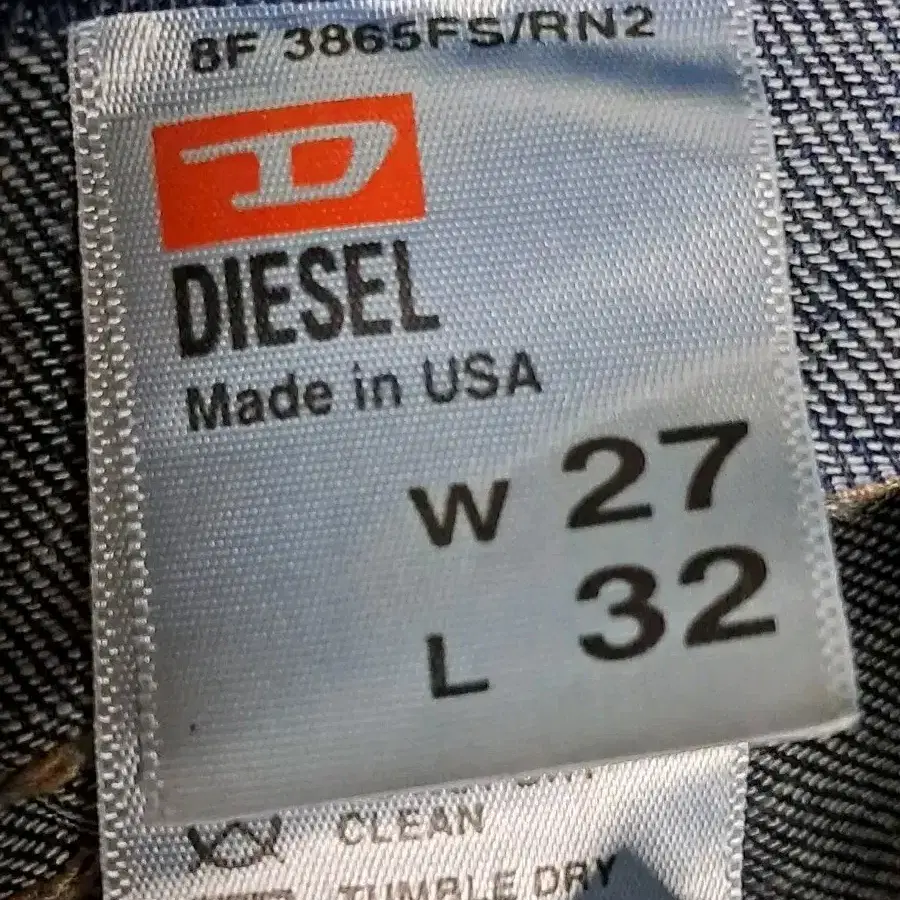 8F 3865FS/RN2
D
DIESEL
Made in USA
W 27
L 32
CLEAN
TUMBLE DRY